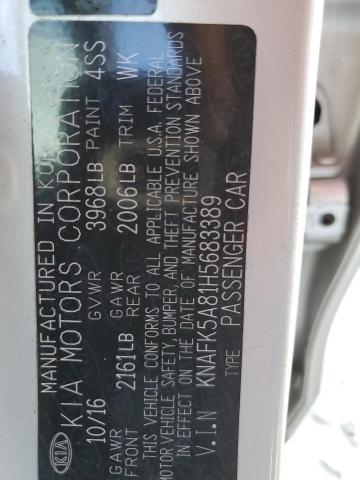 MANUFACTURED IN KO
KIA MOTORS CORPORATION
10/16 GVWR 3968LB PAINT 4SS
GAWR FRONT 2161LB GAWR REAR 2006LB TRIM WK
THIS VEHICLE CONFORMS TO ALL APPLICABLE U.S.A. FEDERAL
MOTOR VEHICLE SAFETY, BUMPER, AND THEFT PREVENTION STANDARDS
IN EFFECT ON THE DATE OF MANUFACTURE SHOWN ABOVE
V.I.N KNAFK5A81H5683389
TYPE PASSENGER CAR
KIA